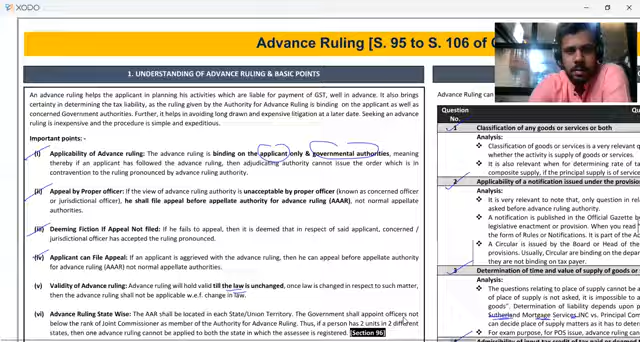 Advance Ruling [S. 95 to S. 106 of C
1. UNDERSTANDING OF ADVANCE RULING & BASIC POINTS
An advance ruling helps the applicant in planning his activities which are liable for payment of GST, well in advance. It also brings
certainty in determining the tax liability, as the ruling given by the Authority for Advance Ruling is binding on the applicant as well as
concerned Government authorities. Further, it helps in avoiding long drawn and expensive litigation at a later date. Seeking an advance
ruling is inexpensive and the procedure is simple and expeditious.
Important points: -
(i) Applicability of Advance ruling: The advance ruling is binding on the applicant only & governmental authorities, meaning
thereby if an applicant has followed the advance ruling, then adjudicating authority cannot issue the order which is in
contravention to the ruling pronounced by advance ruling authority.
(ii) Appeal by Proper officer: If the view of advance ruling authority is unacceptable by proper officer (known as concerned officer
or jurisdictional officer), he shall file appeal before appellate authority for advance ruling (AAAR), not normal appellate
authorities.
(iii) Deeming Fiction If Appeal Not filed: If he fails to appeal, then it is deemed that in respect of said applicant, concerned /
jurisdictional officer has accepted the ruling pronounced.
(iv) Applicant Can File Appeal: If an applicant is aggrieved with the advance ruling, then he can appeal before appellate authority
for advance ruling (AAAR) not normal appellate authorities.
(v) Validity of Advance Ruling: Advance ruling will hold valid till the law is unchanged, once law is changed in respect to such matter,
then the advance ruling shall not be applicable w.e.f. change in law.
(vi) Advance Ruling State Wise: The AAR shall be located in each State/Union Territory. The Government shall appoint officers not
below the rank of Joint Commissioner as member of the Authority for Advance Ruling. Thus, if a person has 2 units in 2 different
states, then one advance ruling cannot be applied to both the state in which the assessee is registered. [Section 96]
Advance Ruling can
Question
No.
Qu
1 Classification of any goods or services or both
Analysis:
Classification of goods or services is a very relevant q
whether the activity is supply of goods or services.
It is also relevant for determining rate of ta
composite supply, if the principal supply is of service
2 Applicability of a notification issued under the provision
Analysis:
It is very relevant to note that, only question in rela
asked before advance ruling authority.
A notification is published in the Official Gazette b
legislative enactment or provision. When you read
the form of Rules or Notifications. It is part of the Ac
A Circular is issued by the Board or Head of the
provisions. Usually, Circular are binding on the depar
they are not binding on tax payer.
3 Determination of time and value of supply of goods or s
Analysis:
The questions relating to place of supply cannot be
of place of supply is not asked, it is impossible to a
goods". Determination of liability depends upon p
Sutherland Mortgage Services INC vs. Principal Com
can decide place of supply matters as it has to determ
For exam purpose, for POS issue, advance ruling cann
Admissibility of input tax credit of tax paid or deemed to